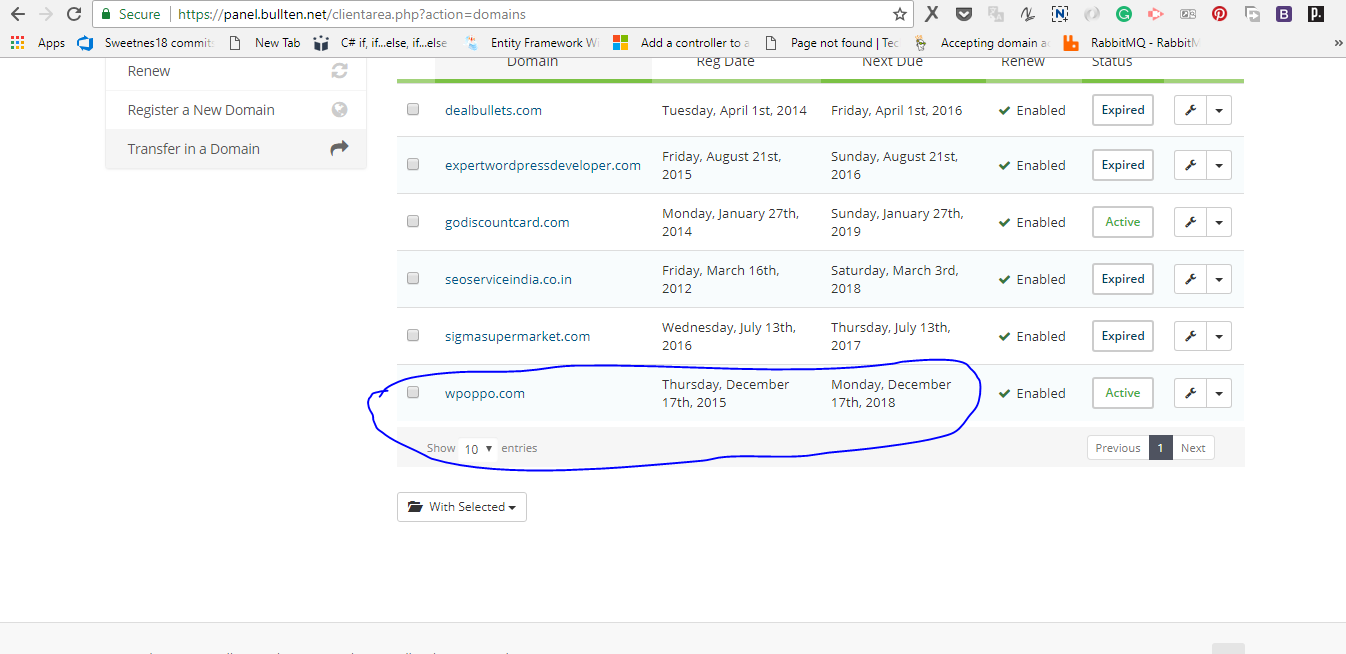 Secure https://panel.bullten.net/clientarea.php?action=domains
Apps Sweetnes18 commit New Tab C# if, if...else, if...else Entity Framework Wi Add a controller to a Page not found | Tec Accepting domain a RabbitMQ - Rabbit
Domain Reg Date Next Due Renew Status
Renew
Register a New Domain
Transfer in a Domain
dealbullets.com Tuesday, April 1st, 2014 Friday, April 1st, 2016 Enabled Expired
expertwordpressdeveloper.com Friday, August 21st, 2015 Sunday, August 21st, 2016 Enabled Expired
godiscountcard.com Monday, January 27th, 2014 Sunday, January 27th, 2019 Enabled Active
seoserviceindia.co.in Friday, March 16th, 2012 Saturday, March 3rd, 2018 Enabled Expired
sigmasupermarket.com Wednesday, July 13th, 2016 Thursday, July 13th, 2017 Enabled Expired
wpoppo.com Thursday, December 17th, 2015 Monday, December 17th, 2018 Enabled Active
Show 10 entries Previous 1 Next
With Selected